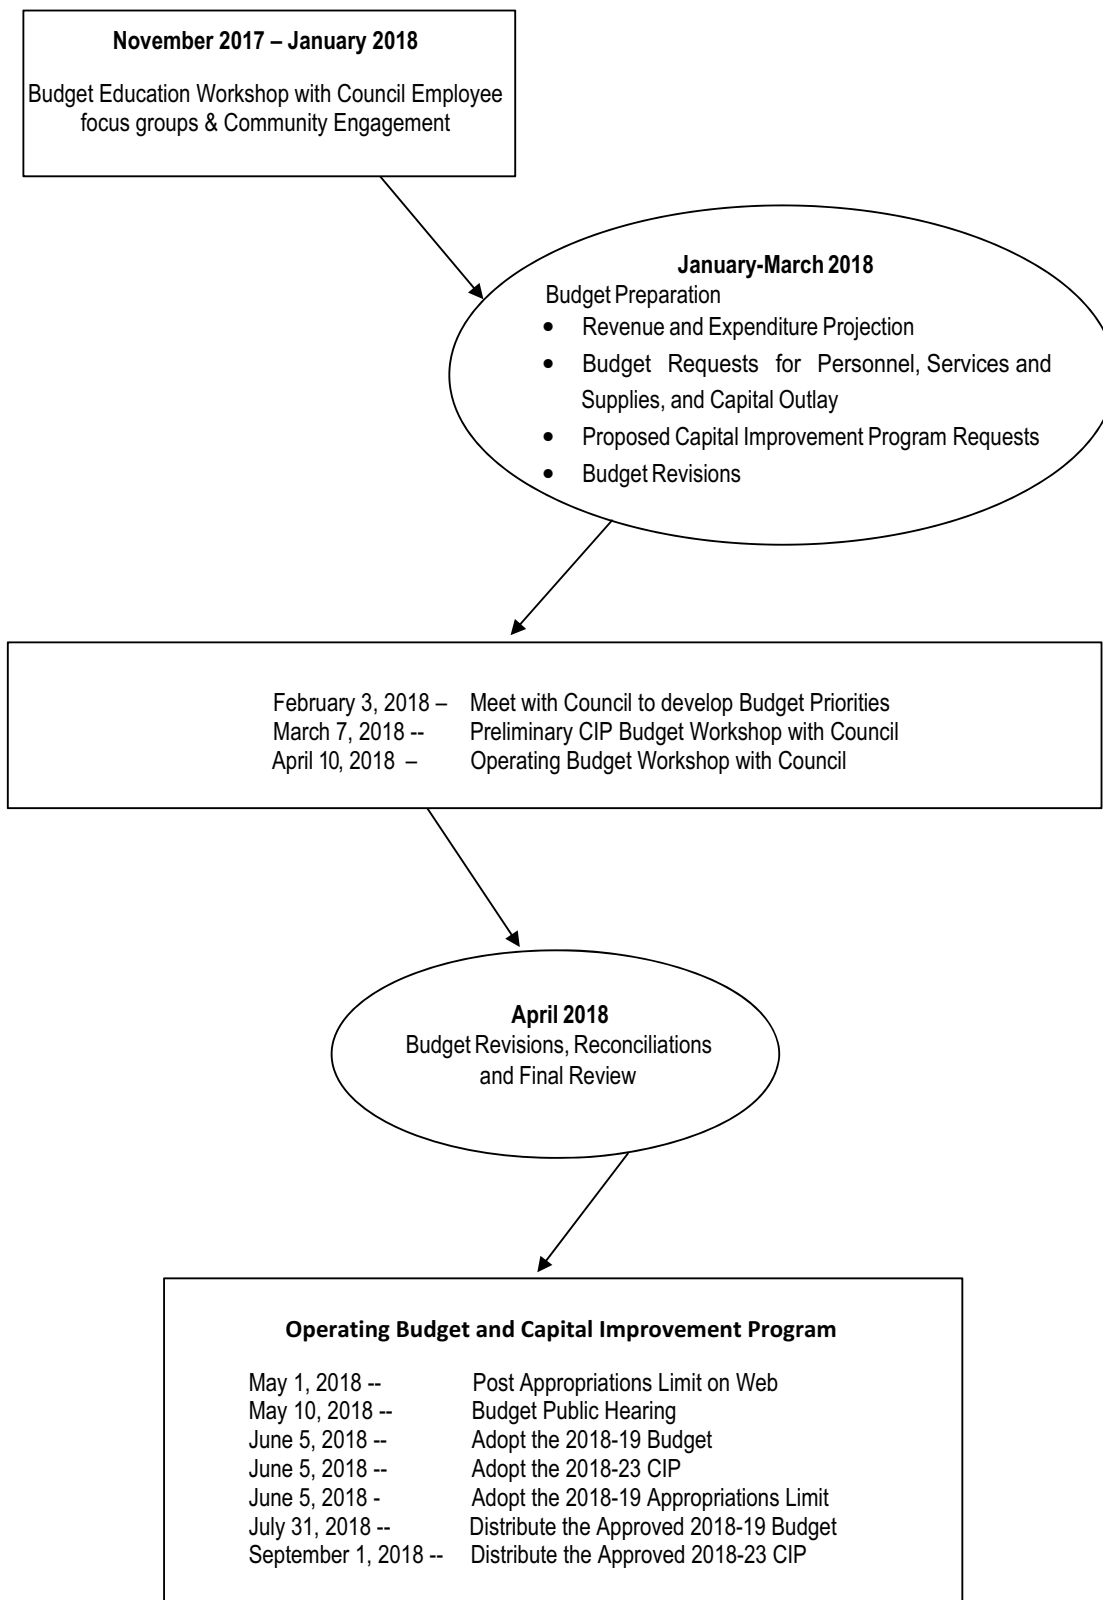 November 2017 – January 2018
Budget Education Workshop with Council Employee
focus groups & Community Engagement
January-March 2018
Budget Preparation
• Revenue and Expenditure Projection
• Budget Requests for Personnel, Services and
Supplies, and Capital Outlay
• Proposed Capital Improvement Program Requests
• Budget Revisions
February 3, 2018 – Meet with Council to develop Budget Priorities
March 7, 2018 -- Preliminary CIP Budget Workshop with Council
April 10, 2018 – Operating Budget Workshop with Council
April 2018
Budget Revisions, Reconciliations
and Final Review
Operating Budget and Capital Improvement Program
May 1, 2018 -- Post Appropriations Limit on Web
May 10, 2018 -- Budget Public Hearing
June 5, 2018 -- Adopt the 2018-19 Budget
June 5, 2018 -- Adopt the 2018-23 CIP
June 5, 2018 - Adopt the 2018-19 Appropriations Limit
July 31, 2018 -- Distribute the Approved 2018-19 Budget
September 1, 2018 -- Distribute the Approved 2018-23 CIP